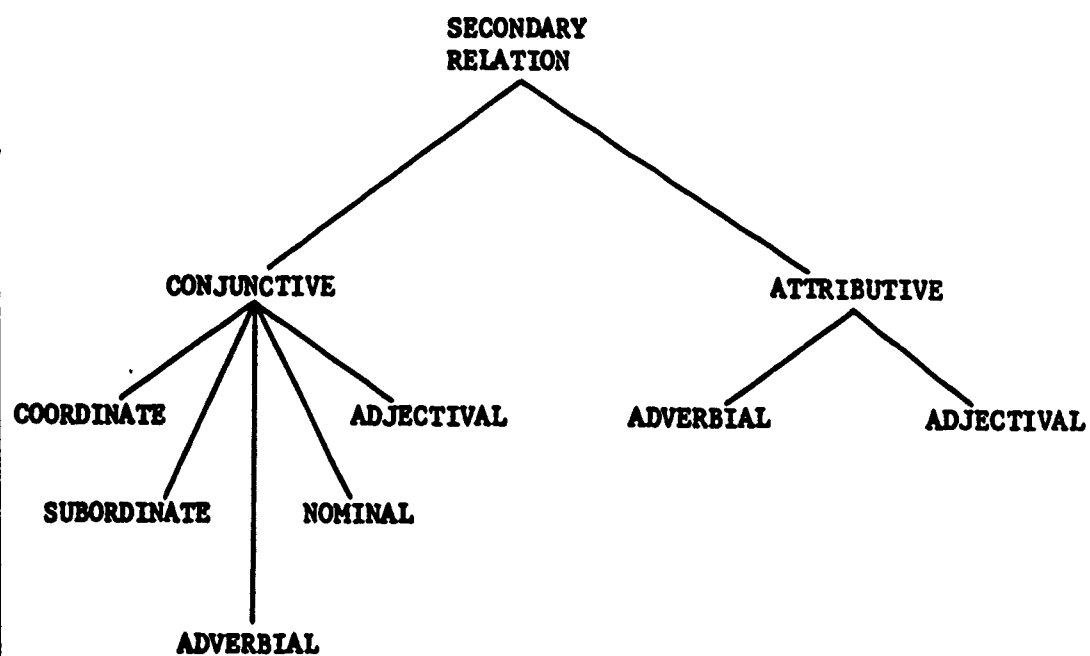 SECONDARY
RELATION
CONJUNCTIVE
ATTRIBUTIVE
COORDINATE
ADJECTIVAL
ADVERBIAL
ADJECTIVAL
SUBORDINATE
NOMINAL
ADVERBIAL